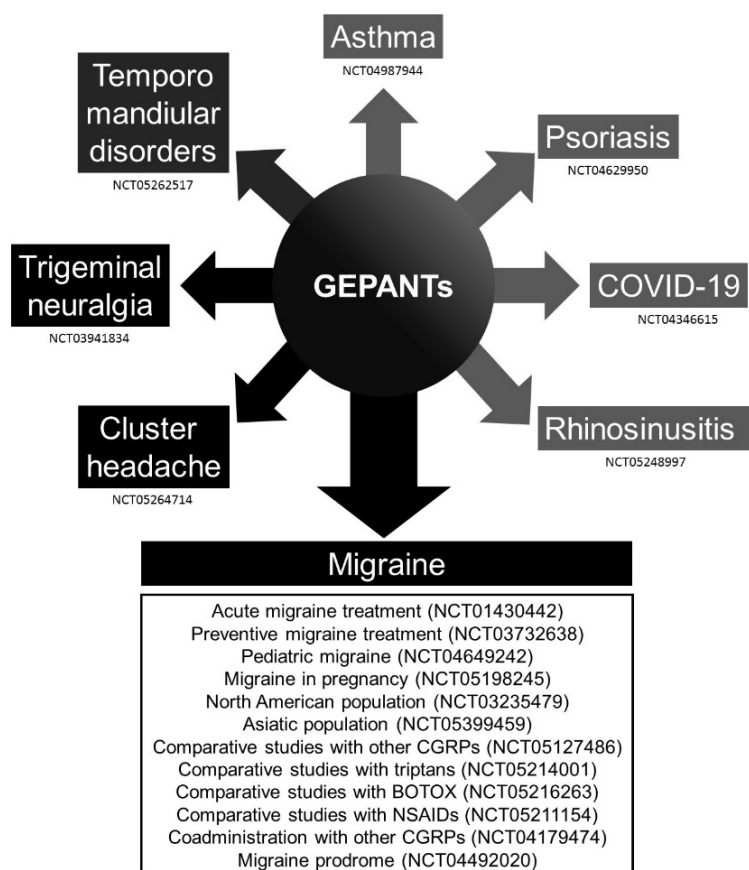 Asthma
NCT04987944
Temporo
mandiular
disorders
NCT05262517
Psoriasis
NCT04629950
GEPANTs
Trigeminal
neuralgia
NCT03941834
COVID-19
NCT04346615
Cluster
headache
NCT05264714
Rhinosinusitis
NCT05248997
Migraine
Acute migraine treatment (NCT01430442)
Preventive migraine treatment (NCT03732638)
Pediatric migraine (NCT04649242)
Migraine in pregnancy (NCT05198245)
North American population (NCT03235479)
Asiatic population (NCT05399459)
Comparative studies with other CGRPs (NCT05127486)
Comparative studies with triptans (NCT05214001)
Comparative studies with BOTOX (NCT05216263)
Comparative studies with NSAIDs (NCT05211154)
Coadministration with other CGRPs (NCT04179474)
Migraine prodrome (NCT04492020)